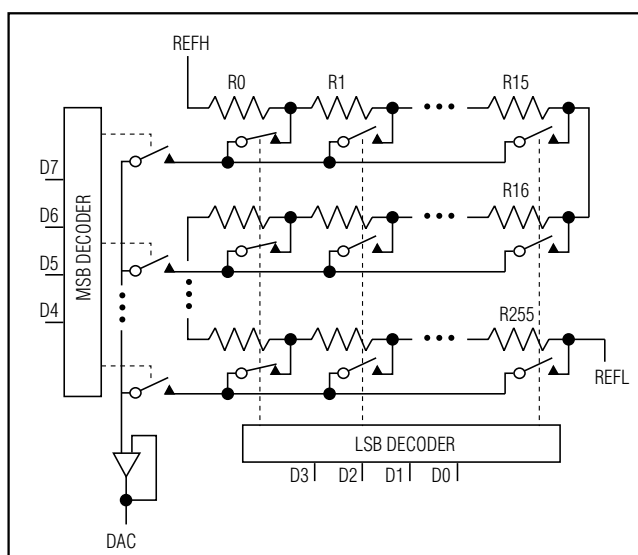 REFH
R0 R1 R15
D7
R16
D6
MSB DECODER
D5
D4
R255
REFL
LSB DECODER
D3 D2 D1 D0
DAC